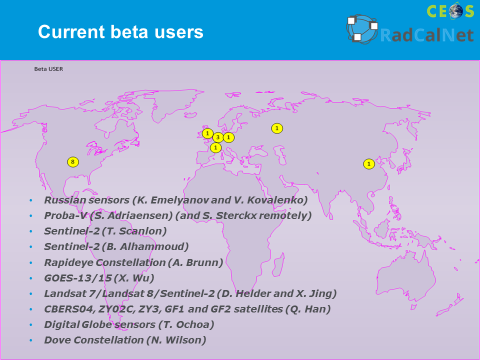 CEOS
Current beta users
RadCalNet
Beta USER
1
1
3
1
1
8
1
• Russian sensors (K. Emelyanov and V. Kovalenko)
• Proba-V (S. Adriaensen) (and S. Sterckx remotely)
• Sentinel-2 (T. Scanlon)
• Sentinel-2 (B. Alhammoud)
• Rapideye Constellation (A. Brunn)
• GOES-13/15 (X. Wu)
• Landsat 7/Landsat 8/Sentinel-2 (D. Helder and X. Jing)
• CBERS04, ZY02C, ZY3, GF1 and GF2 satellites (Q. Han)
• Digital Globe sensors (T. Ochoa)
• Dove Constellation (N. Wilson)